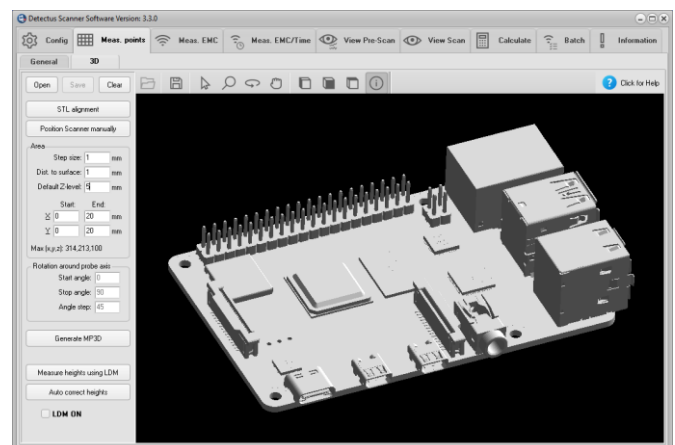 Detectus Scanner Software Version: 3.3.0
Config Meas. points Meas. EMC Meas. EMC/Time View Pre-Scan View Scan Calculate Batch Information
General 3D
Open Save Clear Click for Help
STL alignment
Position Scanner manually
Area
Step size: 1 mm
Dist. to surface: 1 mm
Default Z-level: 5 mm
Start: End:
X 0 20 mm
Y 0 20 mm
Max (x,y,z): 314,213,100
Rotation around probe axis
Start angle: 0
Stop angle: 90
Angle step: 45
Generate MP3D
Measure heights using LDM
Auto correct heights
LDM ON